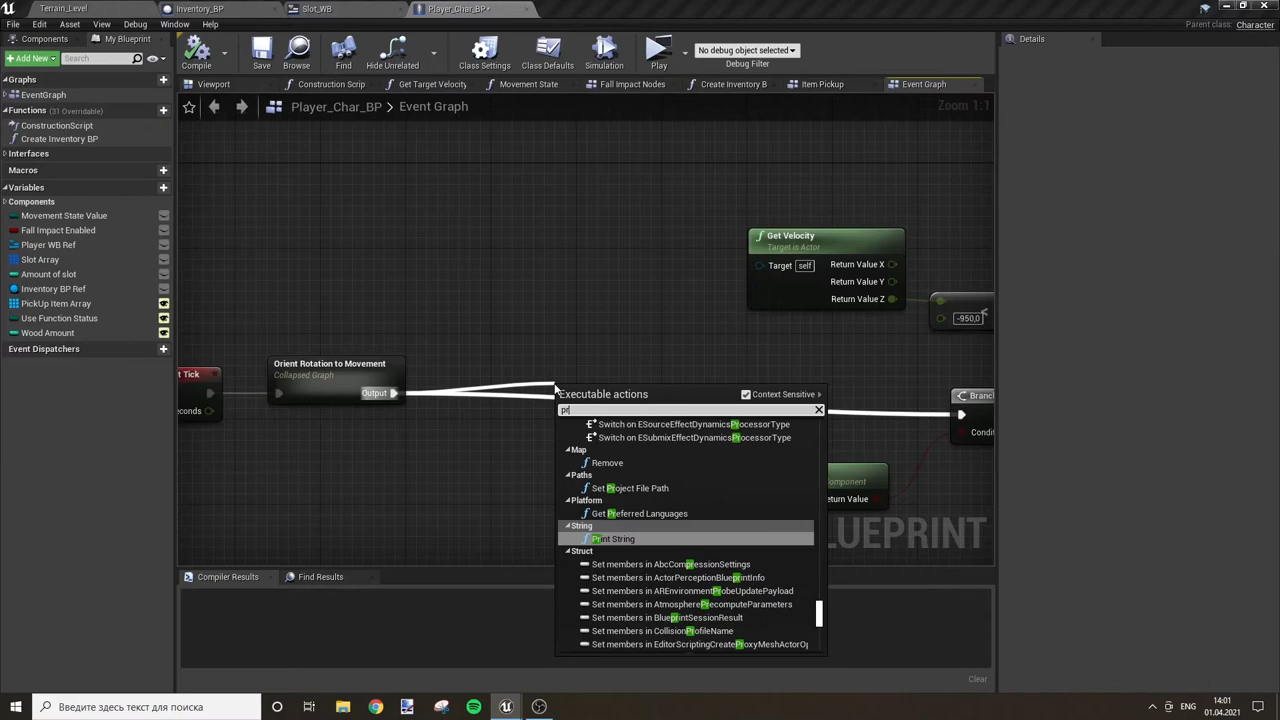 Terrain_Level
Inventory_BP
Slot_WB
Player_Char_BP*
File
Edit
Asset
View
Debug
Window
Help
Parent class: Character
Components
My Blueprint
Details
Add New
Search
Compile
Save
Browse
Find
Hide Unrelated
Class Settings
Class Defaults
Simulation
Play
No debug object selected
Debug Filter
Graphs
EventGraph
Functions (31 Overridable)
ConstructionScript
Create Inventory BP
Interfaces
Macros
Variables
Components
Movement State Value
Fall Impact Enabled
Player WB Ref
Slot Array
Amount of slot
Inventory BP Ref
PickUp Item Array
Use Function Status
Wood Amount
Event Dispatchers
Viewport
Construction Scrip
Get Target Velocity
Movement State
Fall Impact Nodes
Create Inventory B
Item Pickup
Event Graph
Player_Char_BP > Event Graph
Zoom 1:1
Get Velocity
Target is Actor
Target self
Return Value X
Return Value Y
Return Value Z
-950,0
t Tick
econds
Orient Rotation to Movement
Collapsed Graph
Output
Branch
Condi
omponent
eturn Value
LUEPRINT
Executable actions
Context Sensitive
pr
Switch on ESourceEffectDynamicsProcessorType
Switch on ESubmixEffectDynamicsProcessorType
Map
Remove
Paths
Set Project File Path
Platform
Get Preferred Languages
String
Print String
Struct
Set members in AbcCompressionSettings
Set members in ActorPerceptionBlueprintInfo
Set members in AREnvironmentProbeUpdatePayload
Set members in AtmospherePrecomputeParameters
Set members in BlueprintSessionResult
Set members in CollisionProfileName
Set members in EditorScriptingCreateProxyMeshActorOp
Compiler Results
Find Results
Clear
Введите здесь текст для поиска
ENG
14:01
01.04.2021